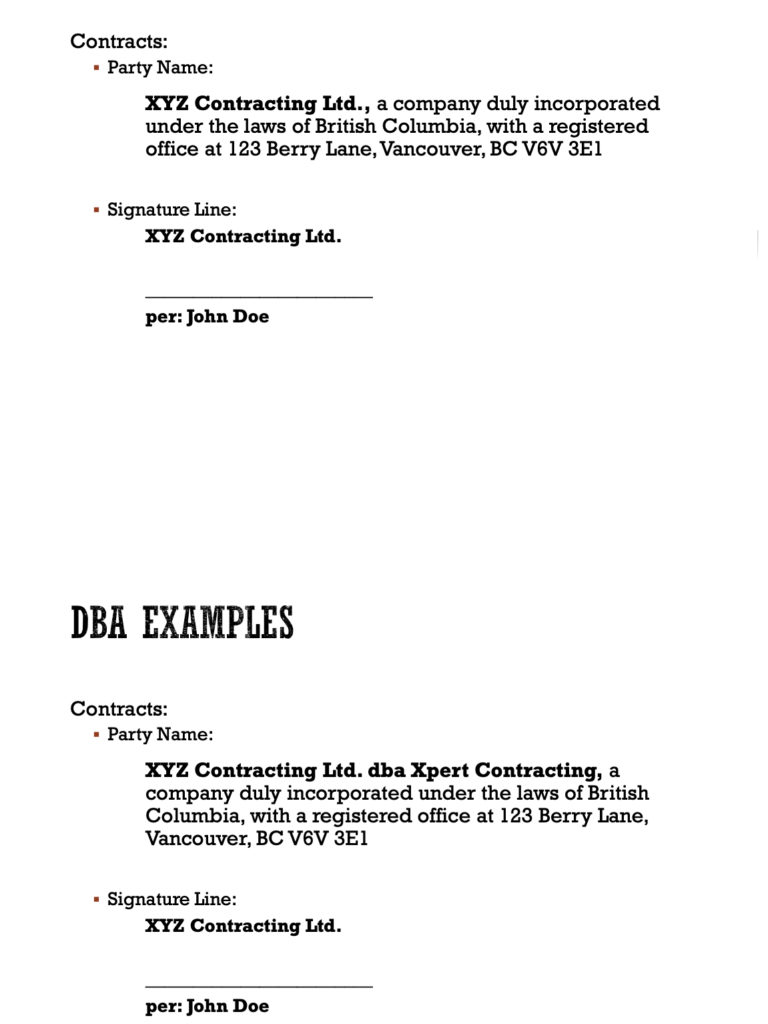 Contracts:
▪ Party Name:
XYZ Contracting Ltd., a company duly incorporated
under the laws of British Columbia, with a registered
office at 123 Berry Lane, Vancouver, BC V6V 3E1
▪ Signature Line:
XYZ Contracting Ltd.
________________________
per: John Doe
DBA EXAMPLES
Contracts:
▪ Party Name:
XYZ Contracting Ltd. dba Xpert Contracting, a
company duly incorporated under the laws of British
Columbia, with a registered office at 123 Berry Lane,
Vancouver, BC V6V 3E1
▪ Signature Line:
XYZ Contracting Ltd.
________________________
per: John Doe